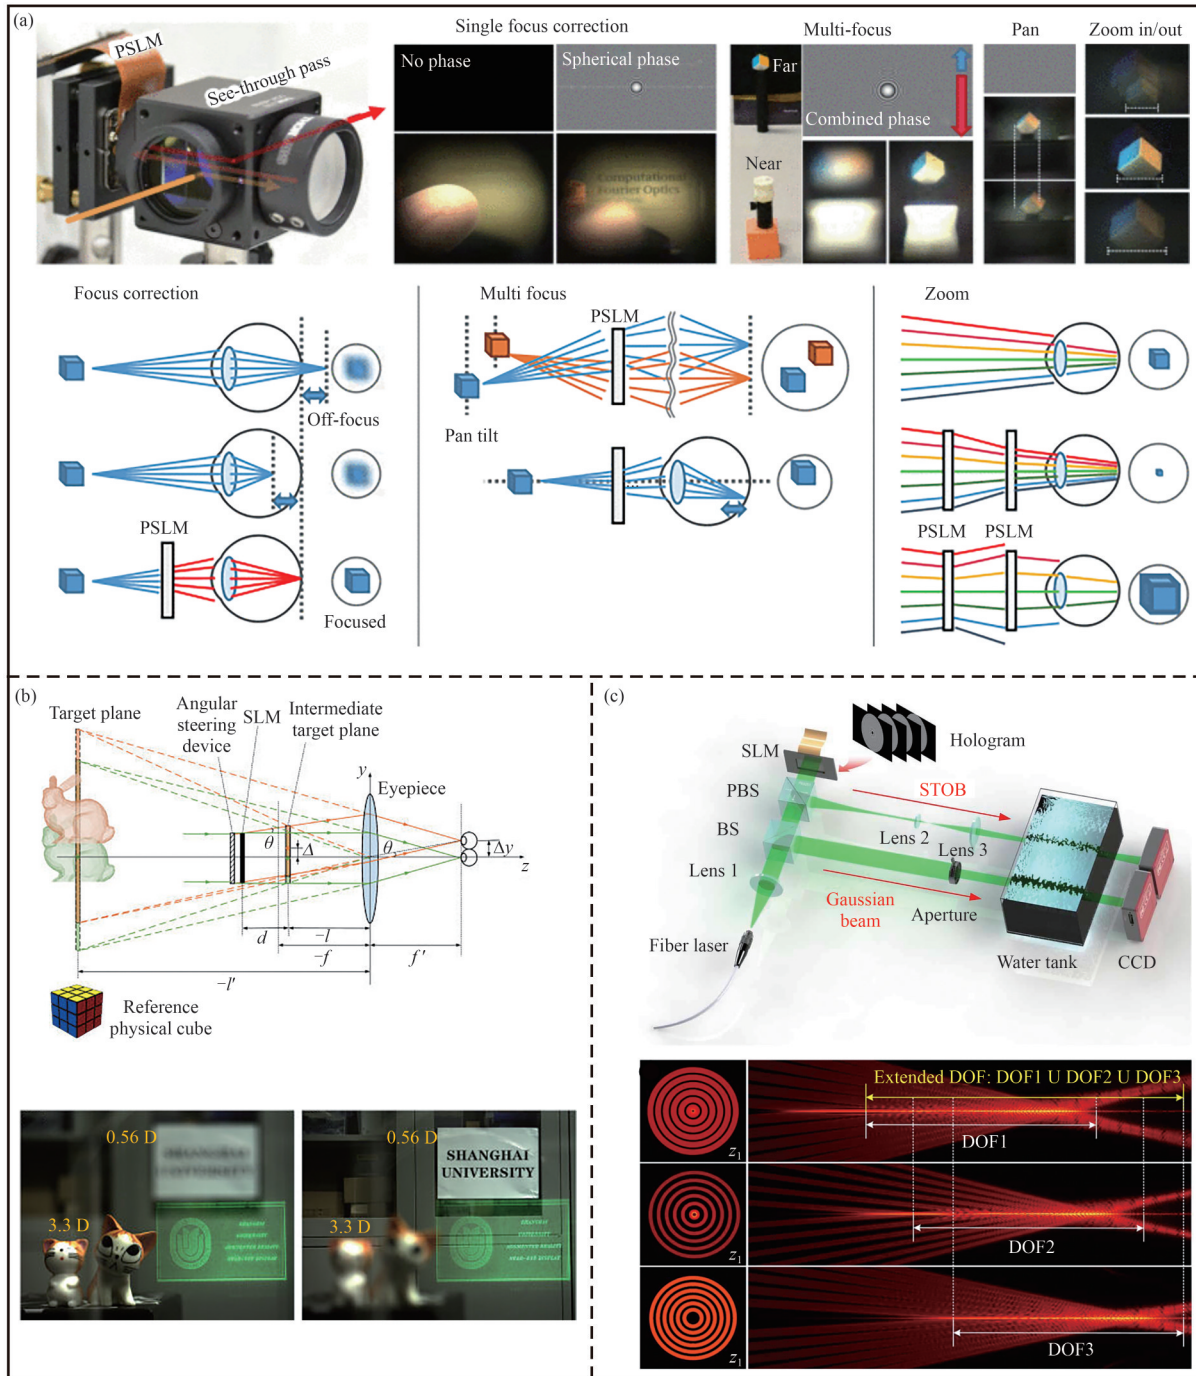 (a)
Single focus correction
Multi-focus
Pan
Zoom in/out
PSLM
See-through pass
No phase
Spherical phase
Far
Combined phase
Near
Computational
Fourier Optics
Focus correction
Multi focus
Zoom
PSLM
Off-focus
Pan tilt
PSLM
PSLM
PSLM
Focused
(b)
Target plane
Angular
steering
device
SLM
Intermediate
target plane
y
Eyepiece
θ
Δ
θ
Δy
z
d
−l
−f
f′
−l′
Reference
physical cube
0.56 D
3.3 D
0.56 D
SHANGHAI
UNIVERSITY
3.3 D
(c)
Hologram
SLM
PBS
STOB
BS
Lens 2
Lens 3
Lens 1
Gaussian
beam
Aperture
Fiber laser
Water tank
CCD
Extended DOF: DOF1 U DOF2 U DOF3
DOF1
z₁
DOF2
z₁
DOF3
z₁